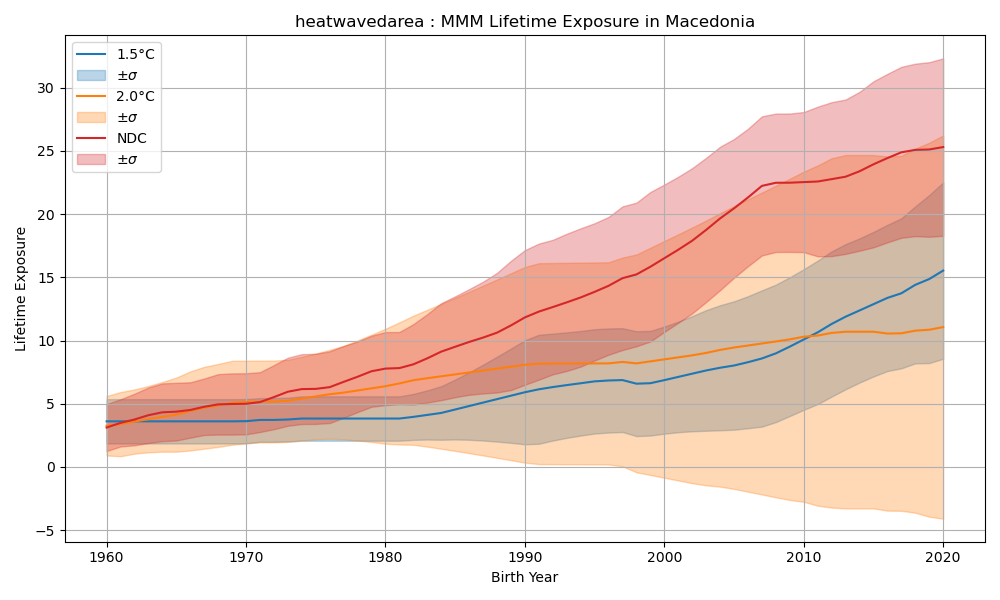 heatwavedarea : MMM Lifetime Exposure in Macedonia
1.5°C
±σ
2.0°C
±σ
NDC
±σ
Lifetime Exposure
30
25
20
15
10
5
0
−5
1960 1970 1980 1990 2000 2010 2020
Birth Year